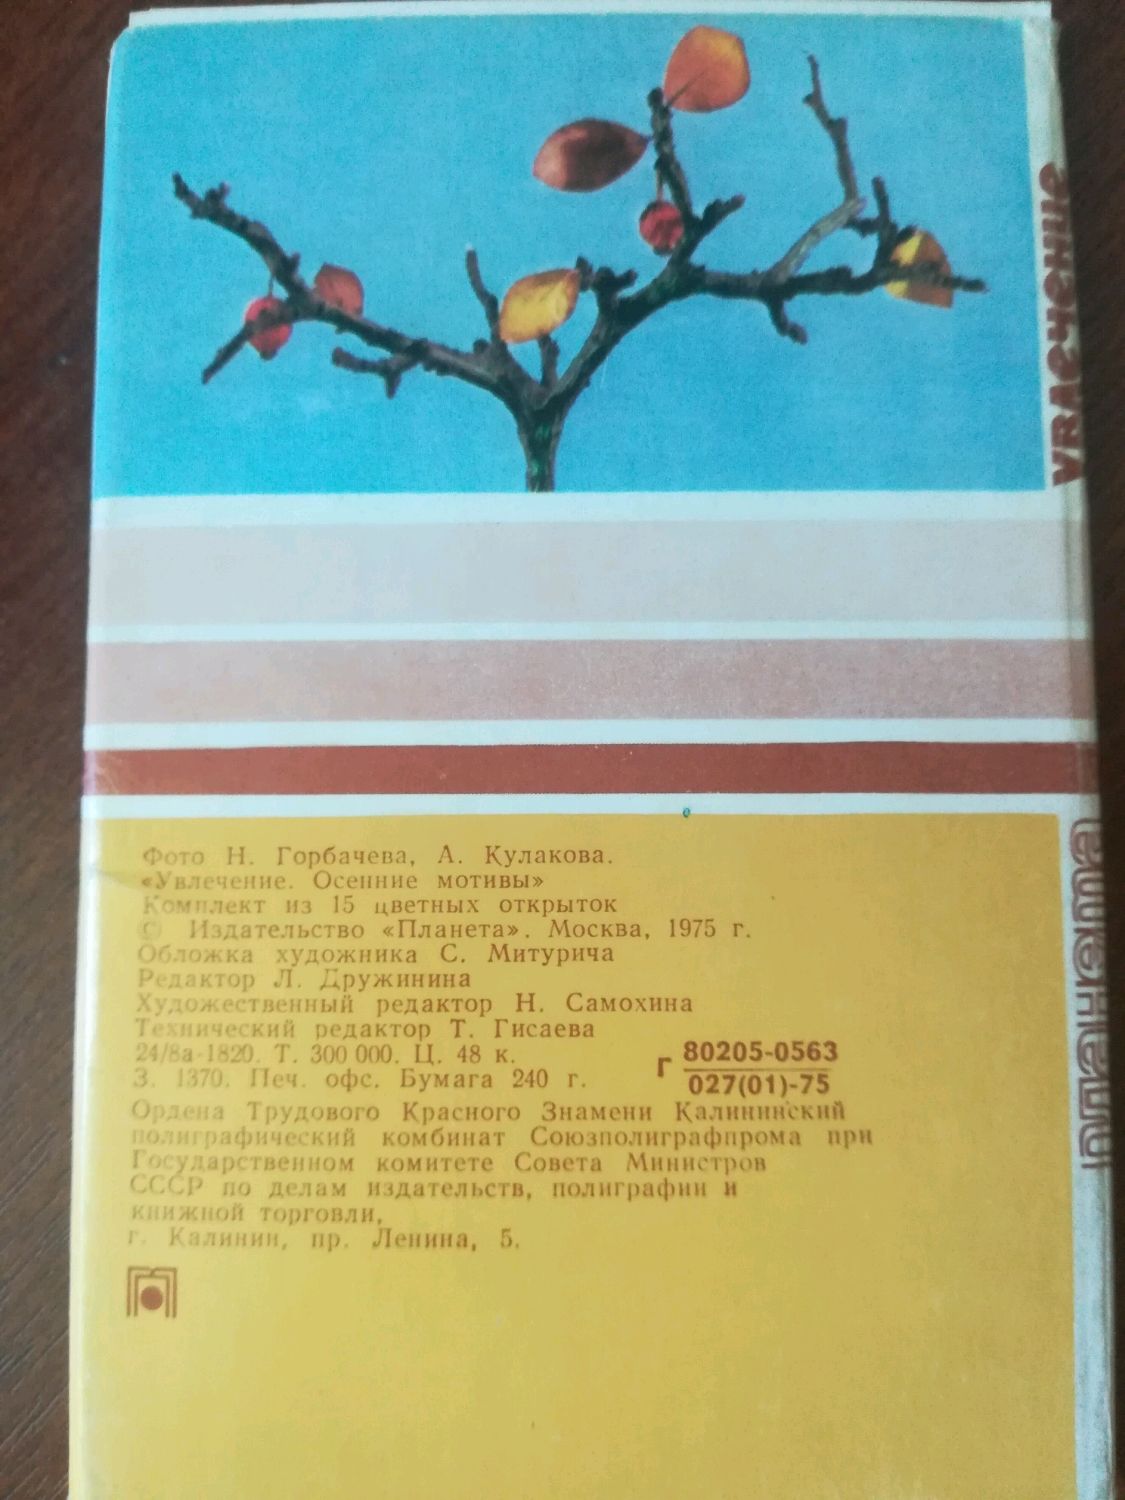 увлечение
Фото Н. Горбачева, А. Кулакова.
«Увлечение. Осенние мотивы»
Комплект из 15 цветных открыток
© Издательство «Планета». Москва, 1975 г.
Обложка художника С. Митурича
Редактор Л. Дружинина
Художественный редактор Н. Самохина
Технический редактор Т. Гисаева
24/8а-1820. Т. 300 000. Ц. 48 к.
З. 1370. Печ. офс. Бумага 240 г.
Г 80205-0563
027(01)-75
Ордена Трудового Красного Знамени Калининский
полиграфический комбинат Союзполиграфпрома при
Государственном комитете Совета Министров
СССР по делам издательств, полиграфии и
книжной торговли,
г. Калинин, пр. Ленина, 5.
планета